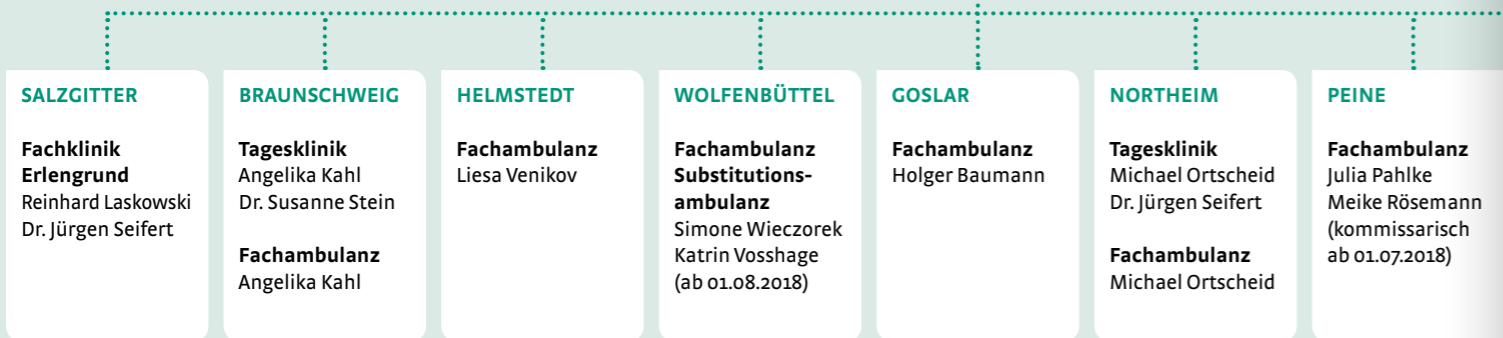 SALZGITTER
Fachklinik
Erlengrund
Reinhard Laskowski
Dr. Jürgen Seifert
BRAUNSCHWEIG
Tagesklinik
Angelika Kahl
Dr. Susanne Stein
Fachambulanz
Angelika Kahl
HELMSTEDT
Fachambulanz
Liesa Venikov
WOLFENBÜTTEL
Fachambulanz
Substitutions-
ambulanz
Simone Wieczorek
Katrin Vosshage
(ab 01.08.2018)
GOSLAR
Fachambulanz
Holger Baumann
NORTHEIM
Tagesklinik
Michael Ortscheid
Dr. Jürgen Seifert
Fachambulanz
Michael Ortscheid
PEINE
Fachambulanz
Julia Pahlke
Meike Rösemann
(kommissarisch
ab 01.07.2018)